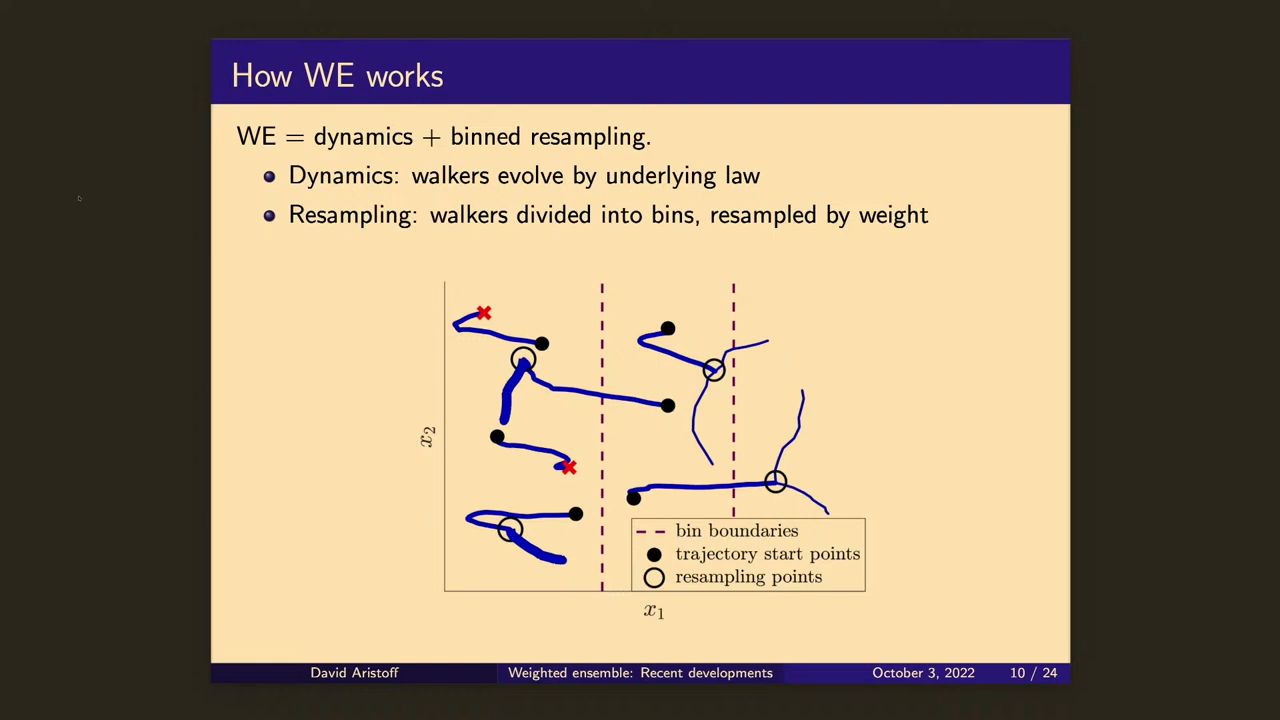 How WE works
WE = dynamics + binned resampling.
Dynamics: walkers evolve by underlying law
Resampling: walkers divided into bins, resampled by weight
x₂
bin boundaries
trajectory start points
resampling points
x₁
David Aristoff
Weighted ensemble: Recent developments
October 3, 2022
10 / 24